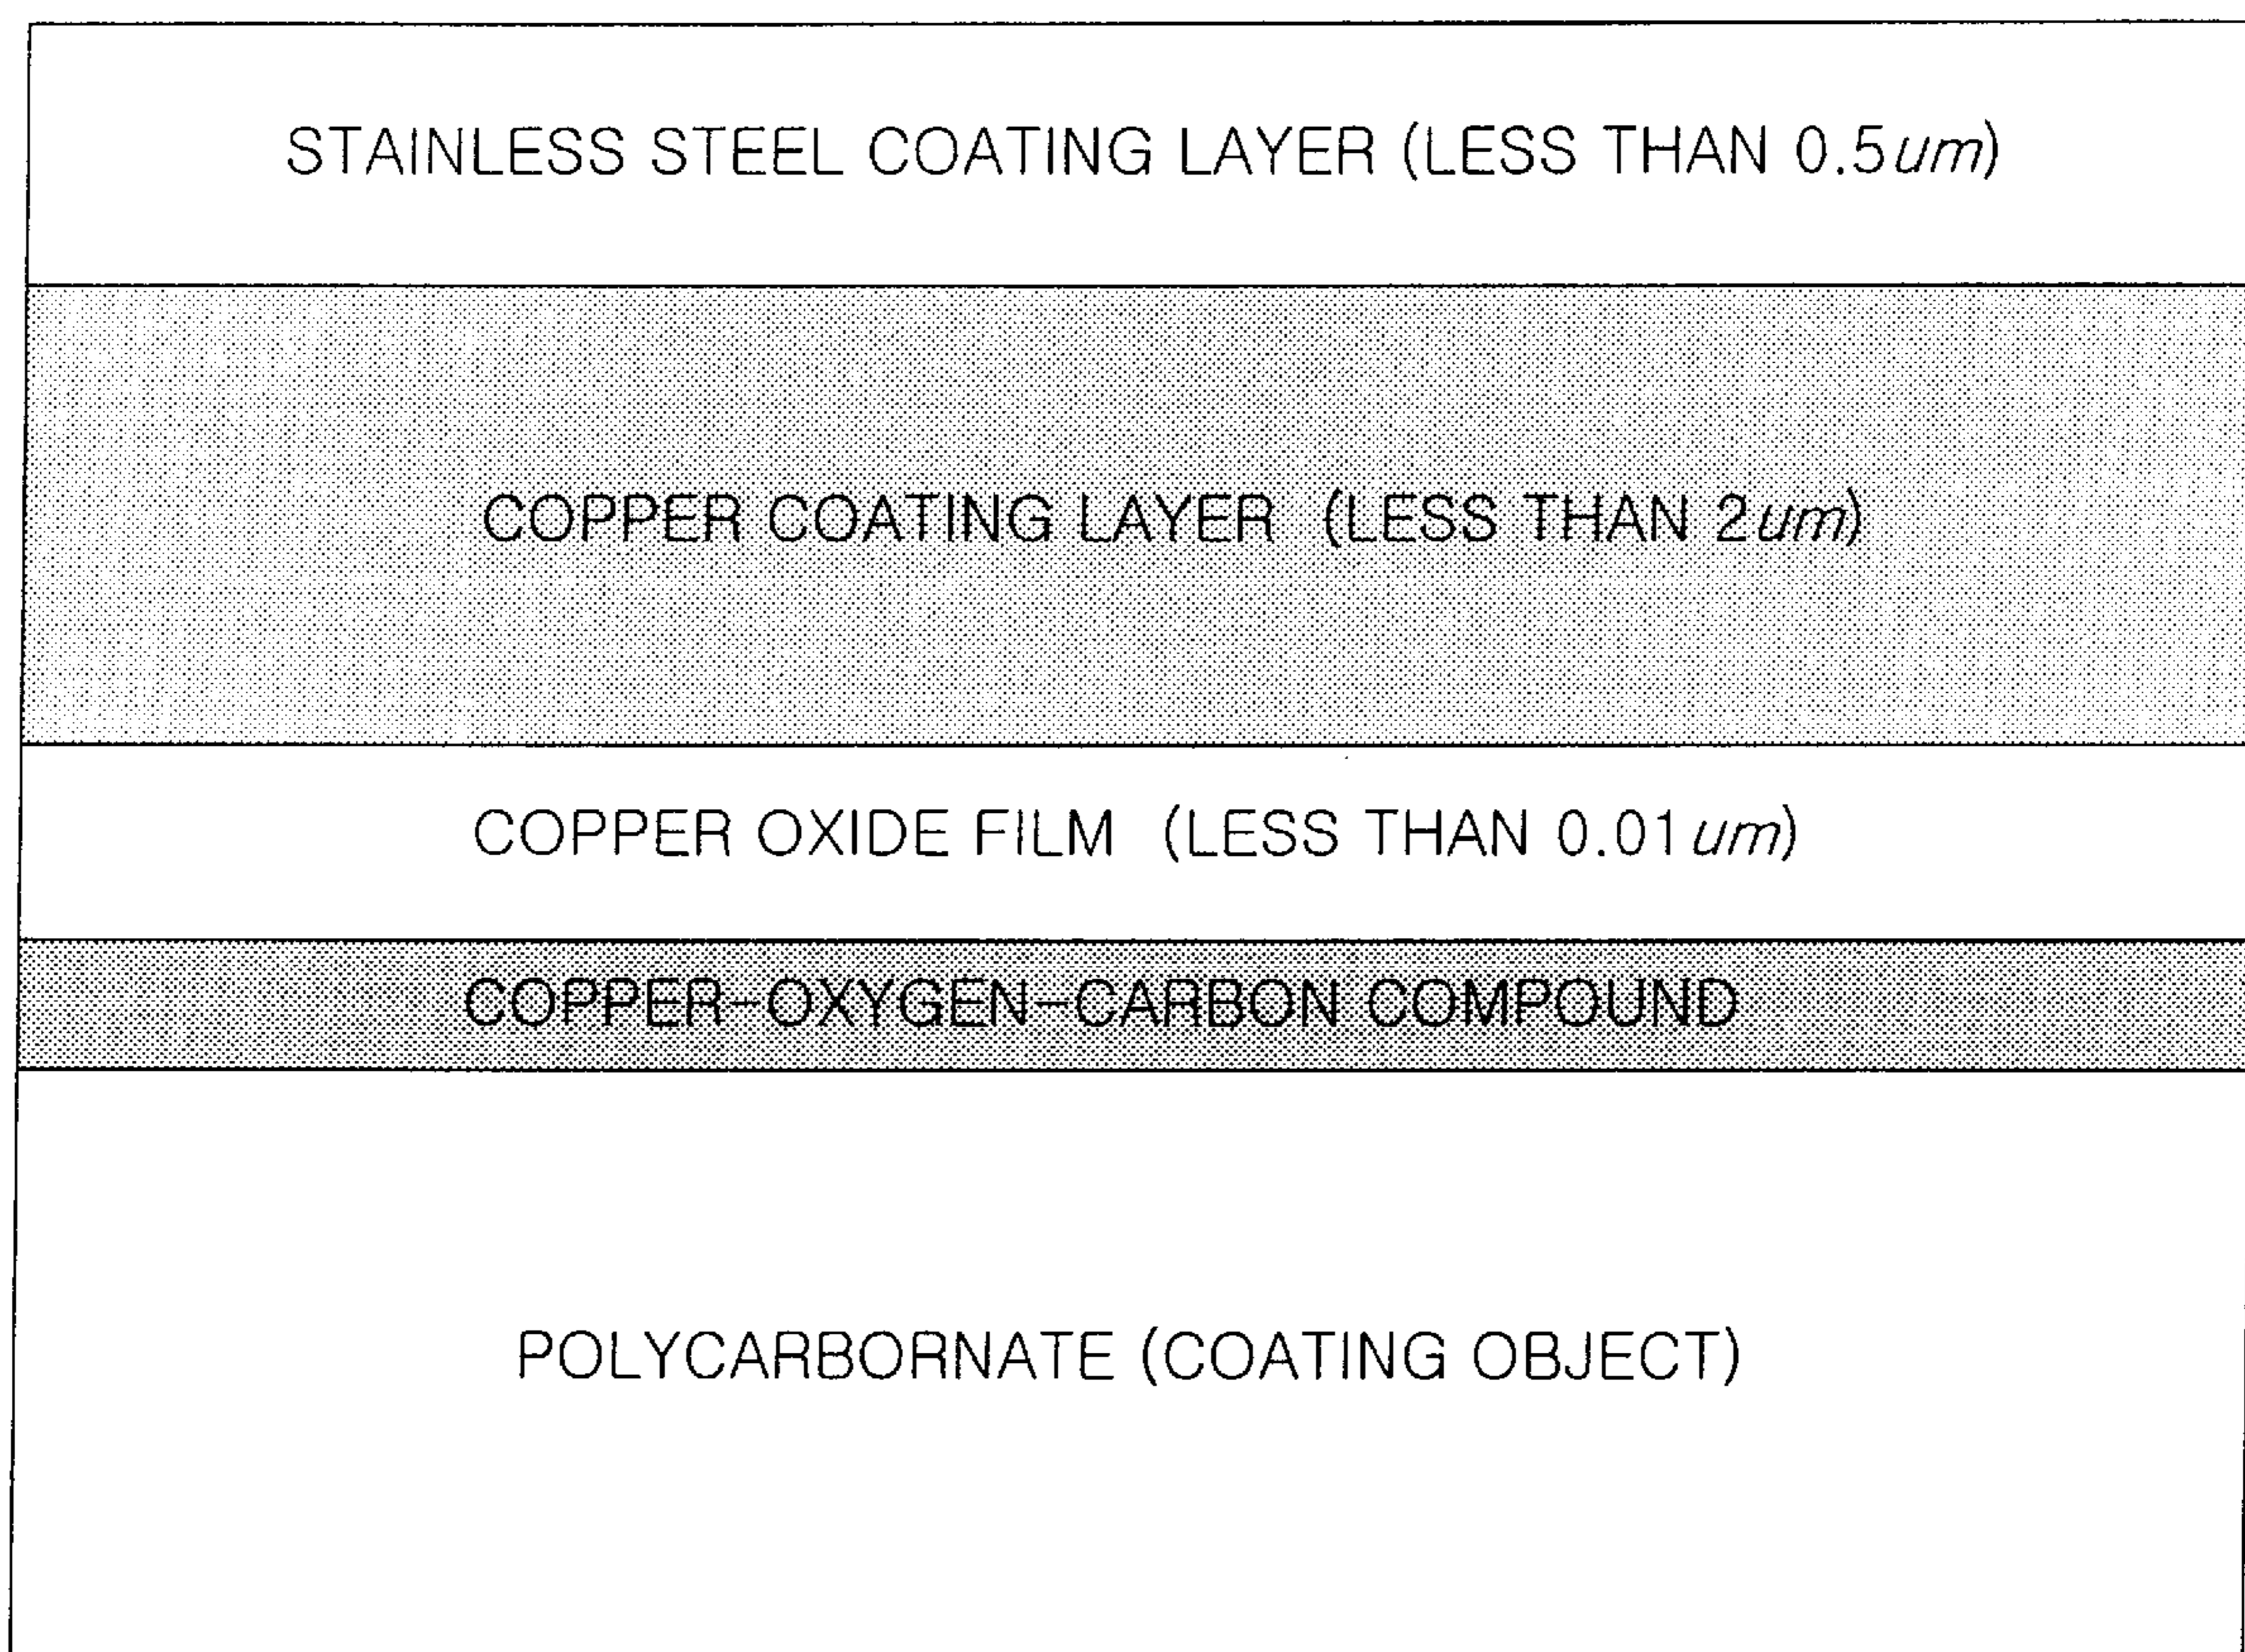 STAINLESS STEEL COATING LAYER (LESS THAN 0.5um)
COPPER COATING LAYER (LESS THAN 2um)
COPPER OXIDE FILM (LESS THAN 0.01um)
COPPER-OXYGEN-CARBON COMPOUND
POLYCARBORNATE (COATING OBJECT)